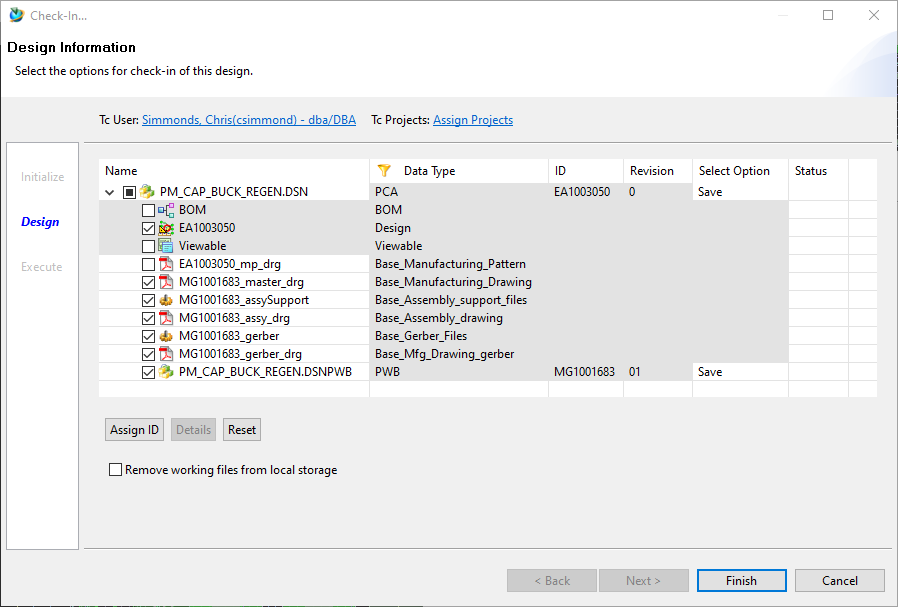 Check-In...
Design Information
Select the options for check-in of this design.
Tc User: Simmonds, Chris(csimmond) - dba/DBA Tc Projects: Assign Projects
Initialize
Design
Execute
Name Data Type ID Revision Select Option Status
PM_CAP_BUCK_REGEN.DSN PCA EA1003050 0 Save
BOM BOM
EA1003050 Design
Viewable Viewable
EA1003050_mp_drg Base_Manufacturing_Pattern
MG1001683_master_drg Base_Manufacturing_Drawing
MG1001683_assySupport Base_Assembly_support_files
MG1001683_assy_drg Base_Assembly_drawing
MG1001683_gerber Base_Gerber_Files
MG1001683_gerber_drg Base_Mfg_Drawing_gerber
PM_CAP_BUCK_REGEN.DSNPWB PWB MG1001683 01 Save
Assign ID Details Reset
Remove working files from local storage
< Back Next > Finish Cancel